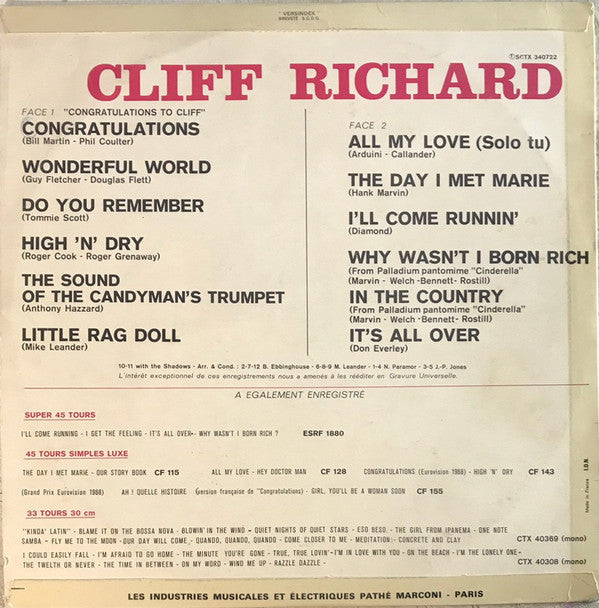 " VERSINDEX
BREVETÉ S.G.D.G.
SCTX 340722
CLIFF RICHARD
FACE 1 "CONGRATULATIONS TO CLIFF"
CONGRATULATIONS
(Bill Martin - Phil Coulter)
WONDERFUL WORLD
(Guy Fletcher - Douglas Flett)
DO YOU REMEMBER
(Tommie Scott)
HIGH 'N' DRY
(Roger Cook - Roger Grenaway)
THE SOUND
OF THE CANDYMAN'S TRUMPET
(Anthony Hazzard)
LITTLE RAG DOLL
(Mike Leander)
FACE 2
ALL MY LOVE (Solo tu)
(Arduini - Callander)
THE DAY I MET MARIE
(Hank Marvin)
I'LL COME RUNNIN'
(Diamond)
WHY WASN'T I BORN RICH
(From Palladium pantomime "Cinderella"
(Marvin - Welch -Bennett- Rostill)
IN THE COUNTRY
(From Palladium pantomime "Cinderella"
(Marvin - Welch -Bennett - Rostill)
IT'S ALL OVER
(Don Everley)
10-11 with the Shadows - Arr. & Cond. : 2-7-12 B. Ebbinghouse - 6-8-9 M. Leander - 1-4 N. Paramor - 3-5 J.-P. Jones
L'intérêt exceptionnel de ces enregistrements nous a amenés à les rééditer en Gravure Universelle.
A EGALEMENT ENREGISTRÉ
SUPER 45 TOURS
I'LL COME RUNNING - I GET THE FEELING - IT'S ALL OVER - WHY WASN'T I BORN RICH ? ESRF 1880
45 TOURS SIMPLES LUXE
THE DAY I MET MARIE - OUR STORY BOOK CF 115 ALL MY LOVE - HEY DOCTOR MAN CF 128 CONGRATULATIONS (Eurovision 1968) - HIGH 'N' DRY CF 143
(Grand Prix Eurovision 1968) AH ! QUELLE HISTOIRE (version française de "Congratulations) - GIRL, YOU'LL BE A WOMAN SOON CF 155
33 TOURS 30 cm
"KINDA' LATIN" - BLAME IT ON THE BOSSA NOVA - BLOWIN' IN THE WIND - QUIET NIGHTS OF QUIET STARS - ESO BESO - THE GIRL FROM IPANEMA - ONE NOTE
SAMBA - FLY ME TO THE MOON - OUR DAY WILL COME - QUANDO, QUANDO, QUANDO - COME CLOSER TO ME - MEDITATION - CONCRETE AND CLAY CTX 40369 (mono)
I COULD EASILY FALL - I'M AFRAID TO GO HOME - THE MINUTE YOU'RE GONE - TRUE, TRUE LOVIN' - I'M IN LOVE WITH YOU - ON THE BEACH - I'M THE LONELY ONE -
THE TWELTH OR NEVER - THE TIME IN BETWEEN - ON MY WORD - WIND ME UP - RAZZLE DAZZLE - CTX 40308 (mono)
Made in France I.D.N.
LES INDUSTRIES MUSICALES ET ÉLECTRIQUES PATHÉ MARCONI - PARIS